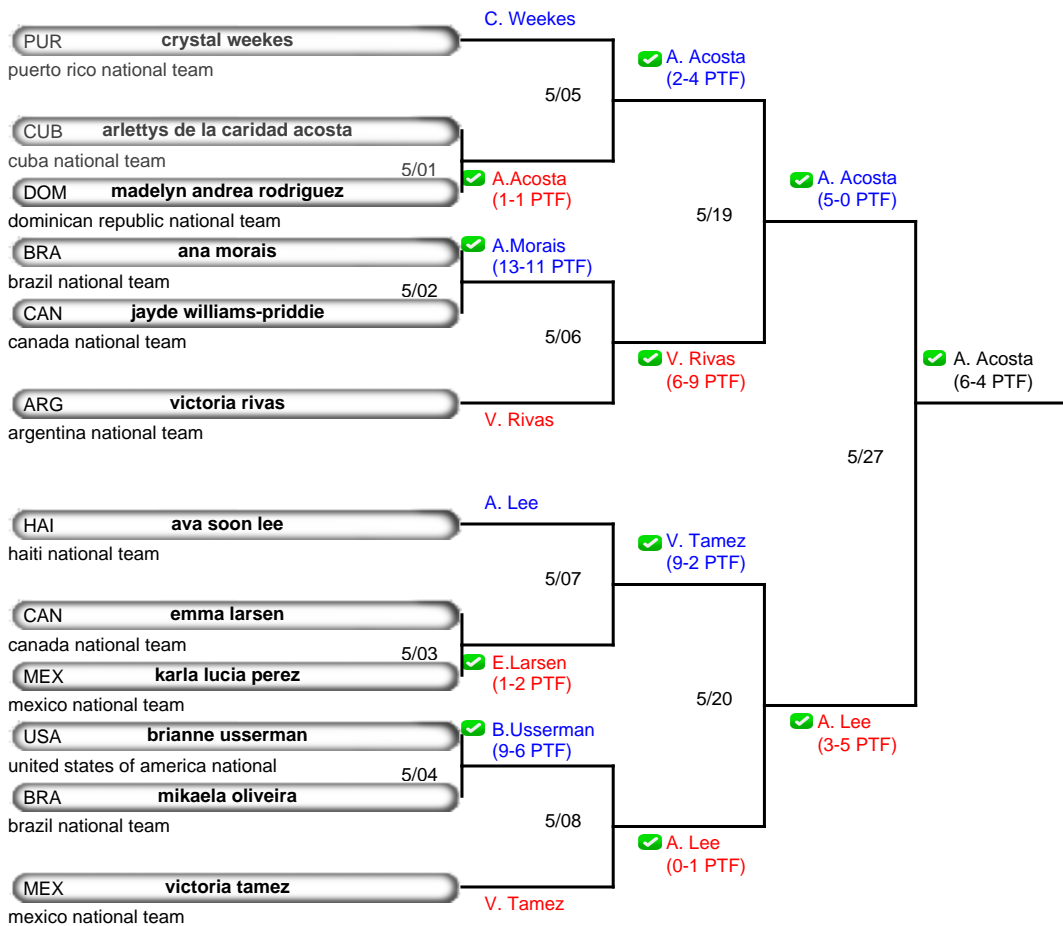 C. Weekes
PUR crystal weekes
puerto rico national team
A. Acosta
(2-4 PTF)
5/05
CUB arlettys de la caridad acosta
cuba national team
5/01
A.Acosta
(1-1 PTF)
DOM madelyn andrea rodriguez
dominican republic national team
A. Acosta
(5-0 PTF)
5/19
BRA ana morais
brazil national team
A.Morais
(13-11 PTF)
5/02
CAN jayde williams-priddie
canada national team
5/06
V. Rivas
(6-9 PTF)
A. Acosta
(6-4 PTF)
ARG victoria rivas
argentina national team
V. Rivas
5/27
A. Lee
HAI ava soon lee
haiti national team
V. Tamez
(9-2 PTF)
5/07
CAN emma larsen
canada national team
5/03
E.Larsen
(1-2 PTF)
MEX karla lucia perez
mexico national team
5/20
A. Lee
(3-5 PTF)
USA brianne usserman
united states of america national
B.Usserman
(9-6 PTF)
5/04
BRA mikaela oliveira
brazil national team
5/08
A. Lee
(0-1 PTF)
MEX victoria tamez
mexico national team
V. Tamez